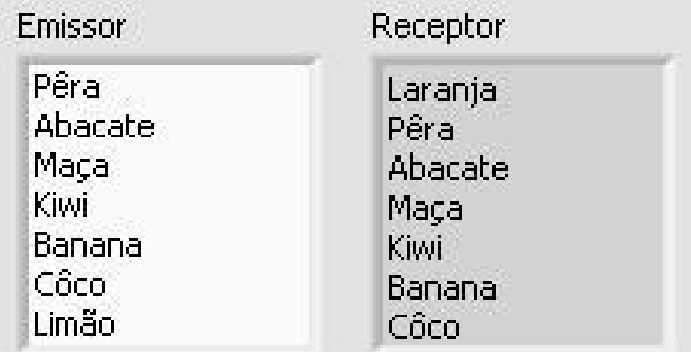 Emissor
Pêra
Abacate
Maça
Kiwi
Banana
Côco
Limão
Receptor
Laranja
Pêra
Abacate
Maça
Kiwi
Banana
Côco